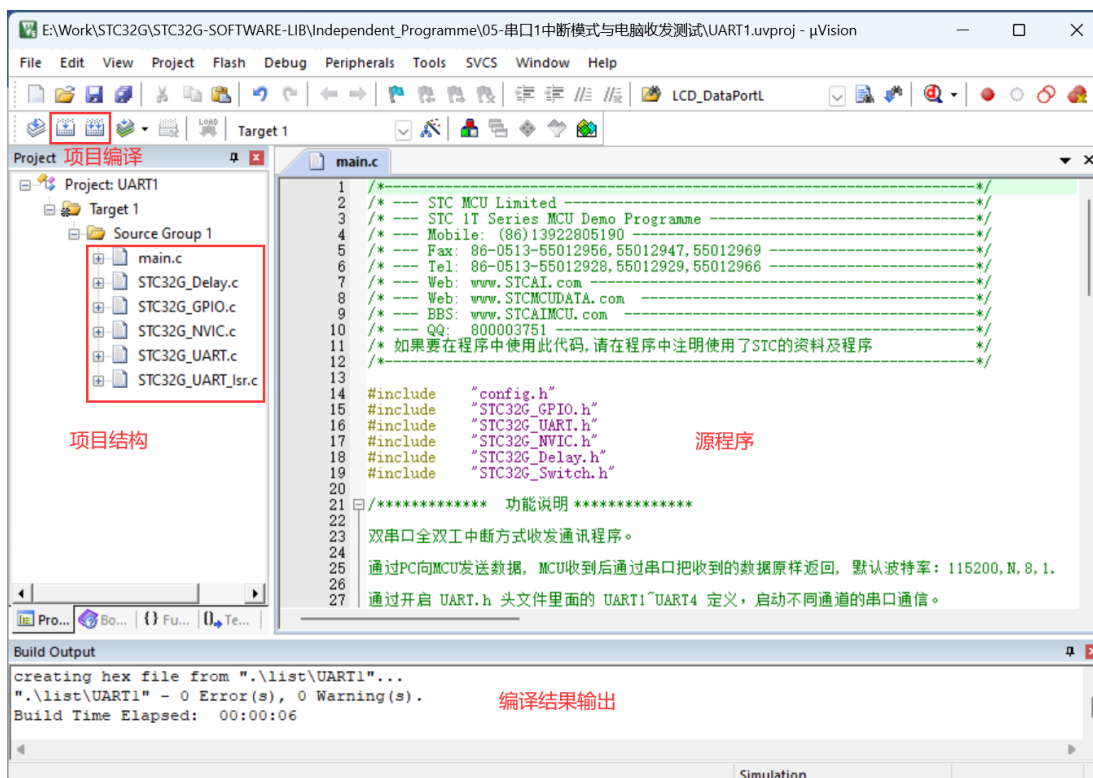 E:\Work\STC32G\STC32G-SOFTWARE-LIB\Independent_Programme\05-串口1中断模式与电脑收发测试\UART1.uvproj - µVision
File Edit View Project Flash Debug Peripherals Tools SVCS Window Help
LCD_DataPortL
LOAD Target 1
Project 项目编译
main.c
Project: UART1
Target 1
Source Group 1
main.c
STC32G_Delay.c
STC32G_GPIO.c
STC32G_NVIC.c
STC32G_UART.c
STC32G_UART_Isr.c
项目结构
1 /*---------------------------------------------------------------------*/
2 /* --- STC MCU Limited ------------------------------------------------*/
3 /* --- STC 1T Series MCU Demo Programme -------------------------------*/
4 /* --- Mobile: (86)13922805190 ----------------------------------------*/
5 /* --- Fax: 86-0513-55012956,55012947,55012969 ------------------------*/
6 /* --- Tel: 86-0513-55012928,55012929,55012966 ------------------------*/
7 /* --- Web: www.STCAI.com ---------------------------------------------*/
8 /* --- Web: www.STCMCUDATA.com ---------------------------------------*/
9 /* --- BBS: www.STCAIMCU.com -----------------------------------------*/
10 /* --- QQ: 800003751 -------------------------------------------------*/
11 /* 如果要在程序中使用此代码,请在程序中注明使用了STC的资料及程序 */
12 /*---------------------------------------------------------------------*/
13
14 #include "config.h"
15 #include "STC32G_GPIO.h"
16 #include "STC32G_UART.h"
17 #include "STC32G_NVIC.h"
18 #include "STC32G_Delay.h"
19 #include "STC32G_Switch.h"
源程序
20
21 /************* 功能说明 **************
22
23 双串口全双工中断方式收发通讯程序。
24
25 通过PC向MCU发送数据, MCU收到后通过串口把收到的数据原样返回, 默认波特率：115200,N,8,1.
26
27 通过开启 UART.h 头文件里面的 UART1~UART4 定义，启动不同通道的串口通信。
Pro... Bo... {} Fu... 0 Te...
Build Output
creating hex file from ".\list\UART1"...
".\list\UART1" - 0 Error(s), 0 Warning(s).
Build Time Elapsed: 00:00:06
编译结果输出
Simulation